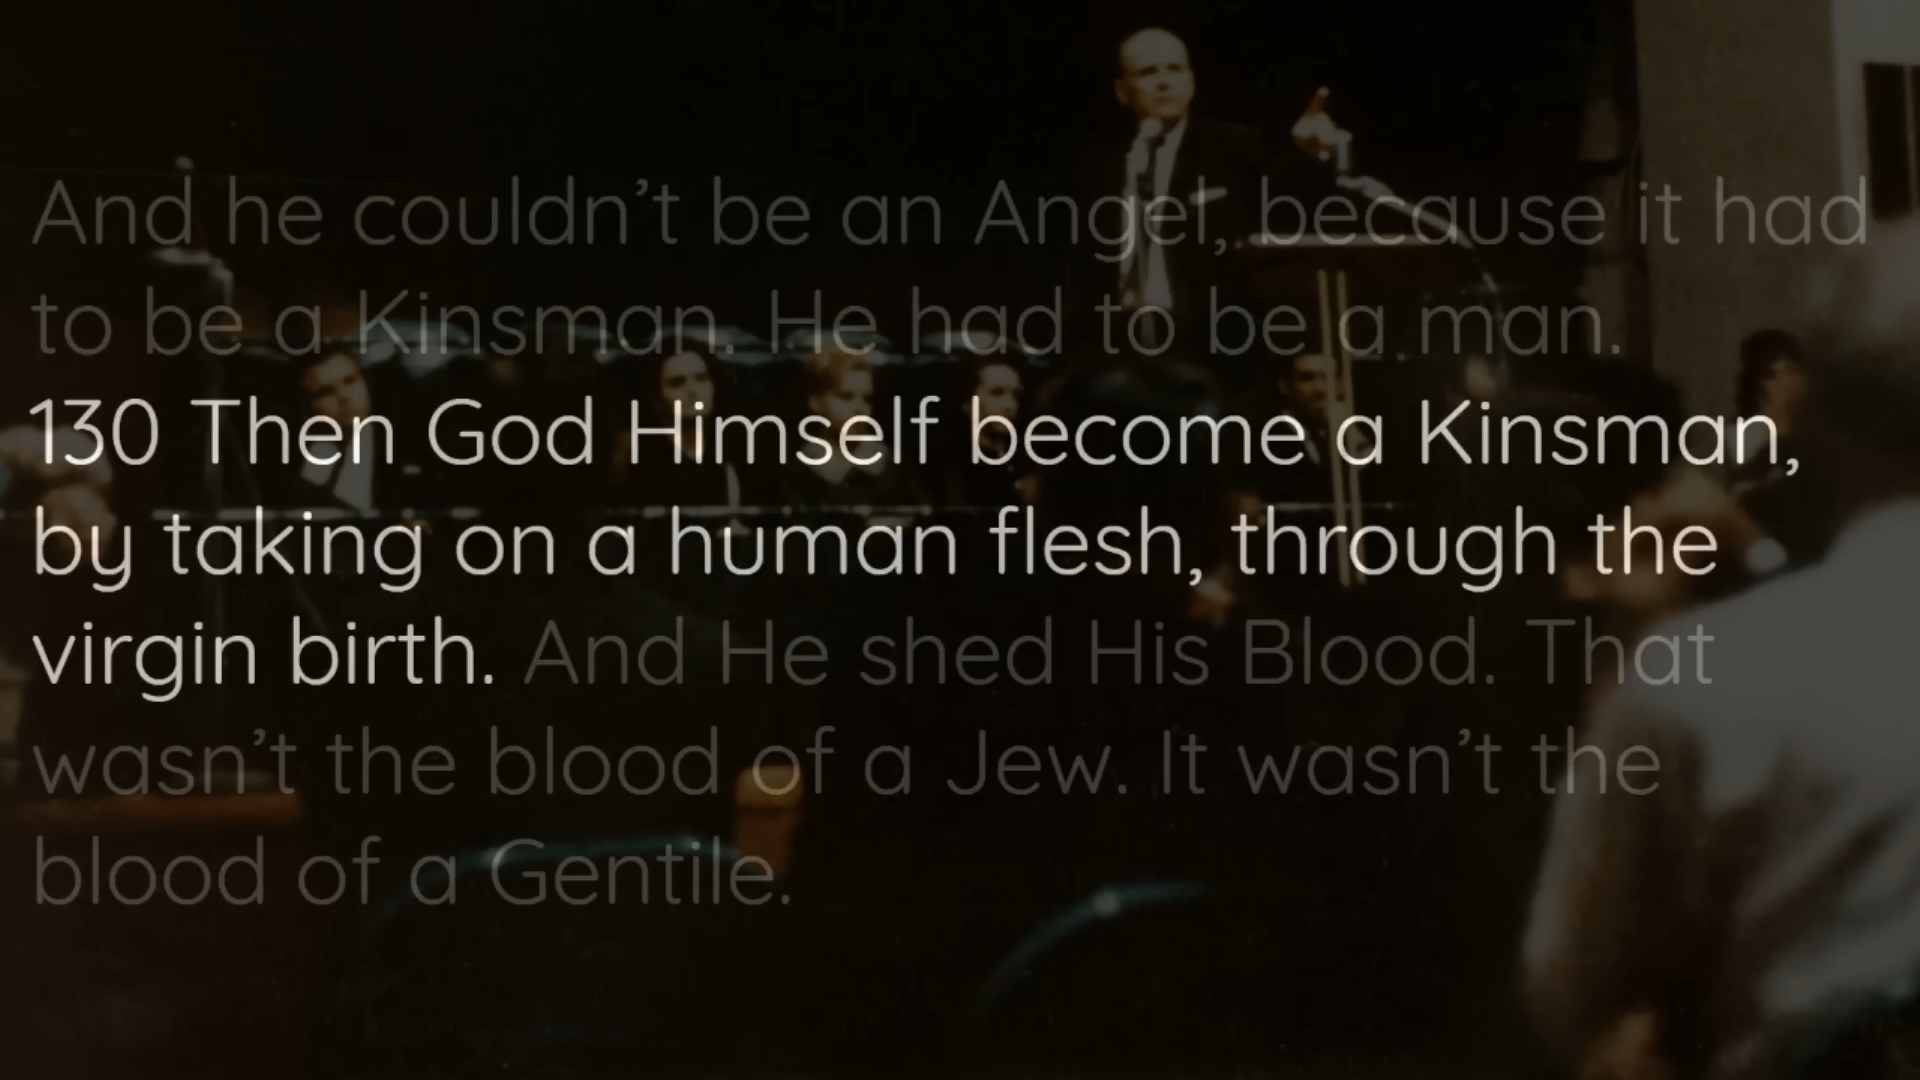 And he couldn’t be an Angel, because it had
to be a Kinsman. He had to be a man.
130 Then God Himself become a Kinsman,
by taking on a human flesh, through the
virgin birth. And He shed His Blood. That
wasn’t the blood of a Jew. It wasn’t the
blood of a Gentile.